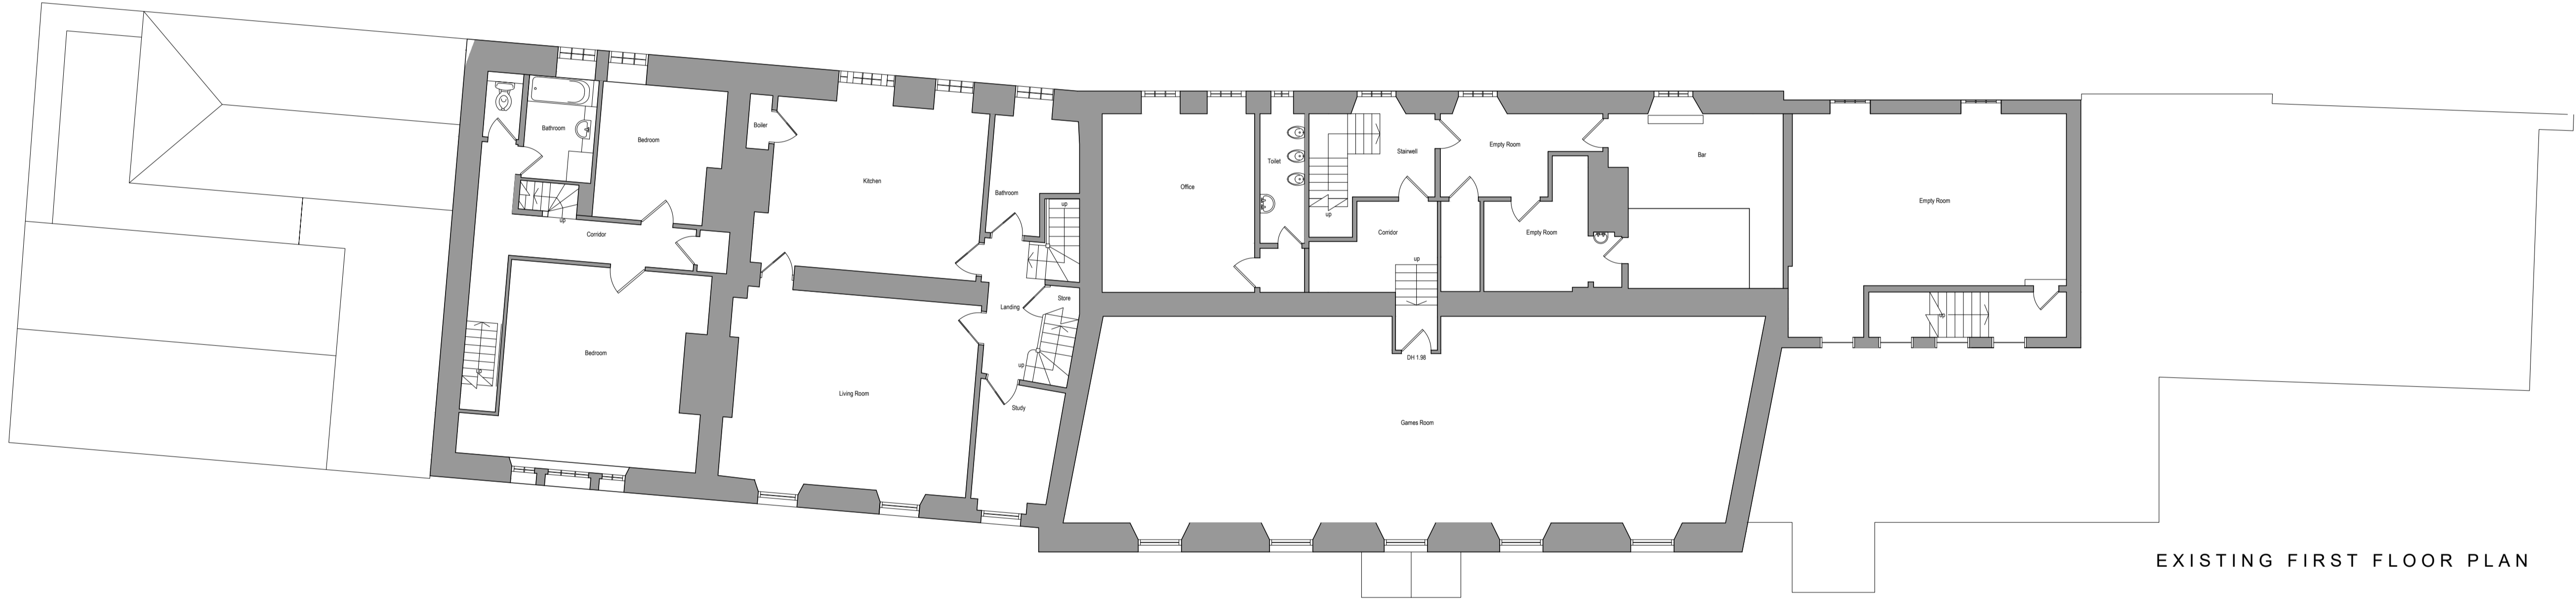 Boiler
Bathroom
Bedroom
Kitchen
Bathroom
up
Corridor
up
Landing
Store
up
Bedroom
up
Living Room
Study
Office
Toilet
Stairwell
up
Empty Room
Bar
Corridor
Empty Room
up
DH 1.98
Games Room
Empty Room
up
EXISTING FIRST FLOOR PLAN